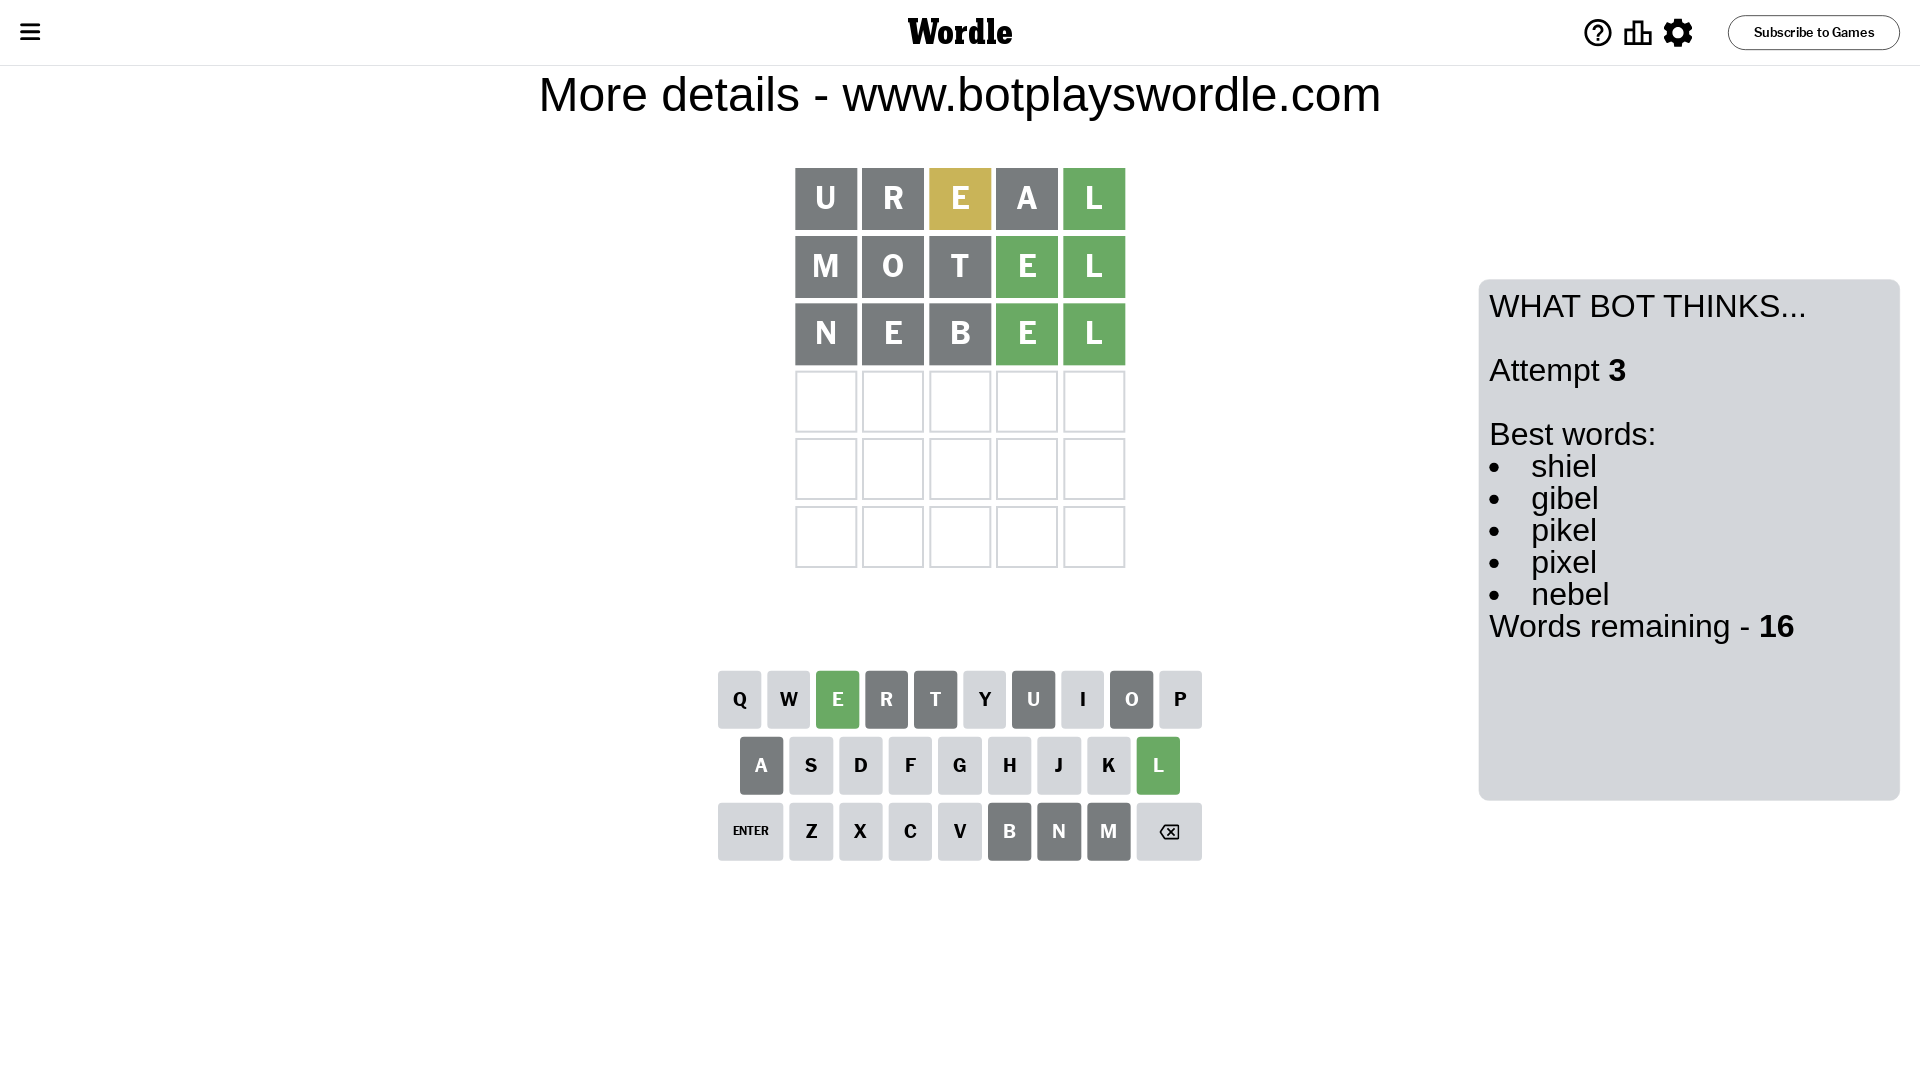 Wordle
Subscribe to Games
More details - www.botplayswordle.com
U R E A L
M O T E L
N E B E L
WHAT BOT THINKS...
Attempt 3
Best words:
• shiel
• gibel
• pikel
• pixel
• nebel
Words remaining - 16
Q W E R T Y U I O P
A S D F G H J K L
ENTER Z X C V B N M